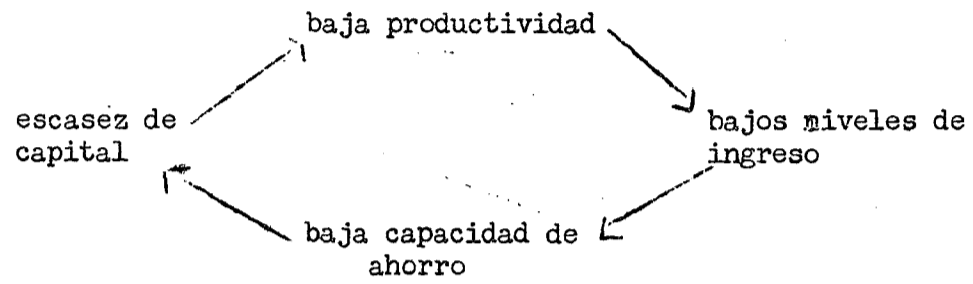 baja productividad
escasez de
capital
bajos niveles de
ingreso
baja capacidad de
ahorro